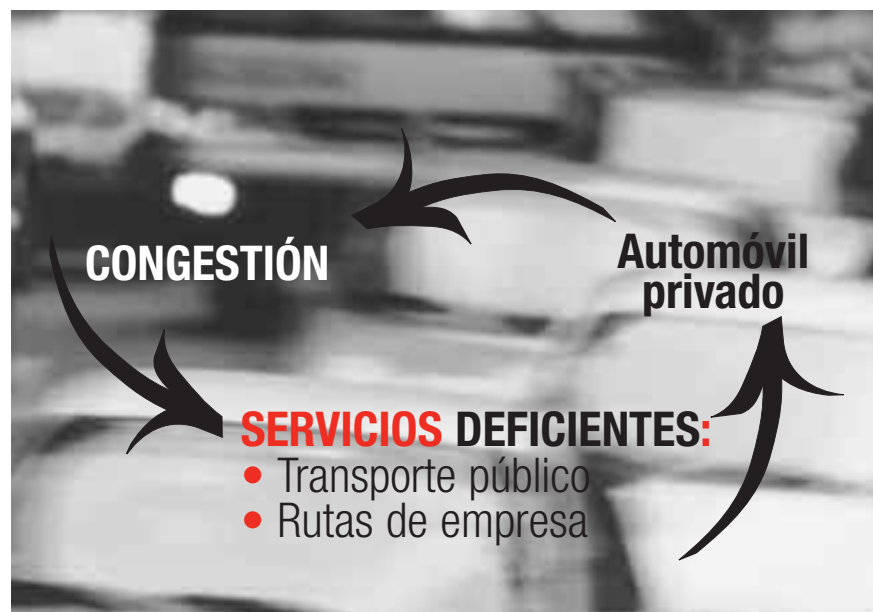 CONGESTIÓN
Automóvil
privado
SERVICIOS DEFICIENTES:
• Transporte público
• Rutas de empresa